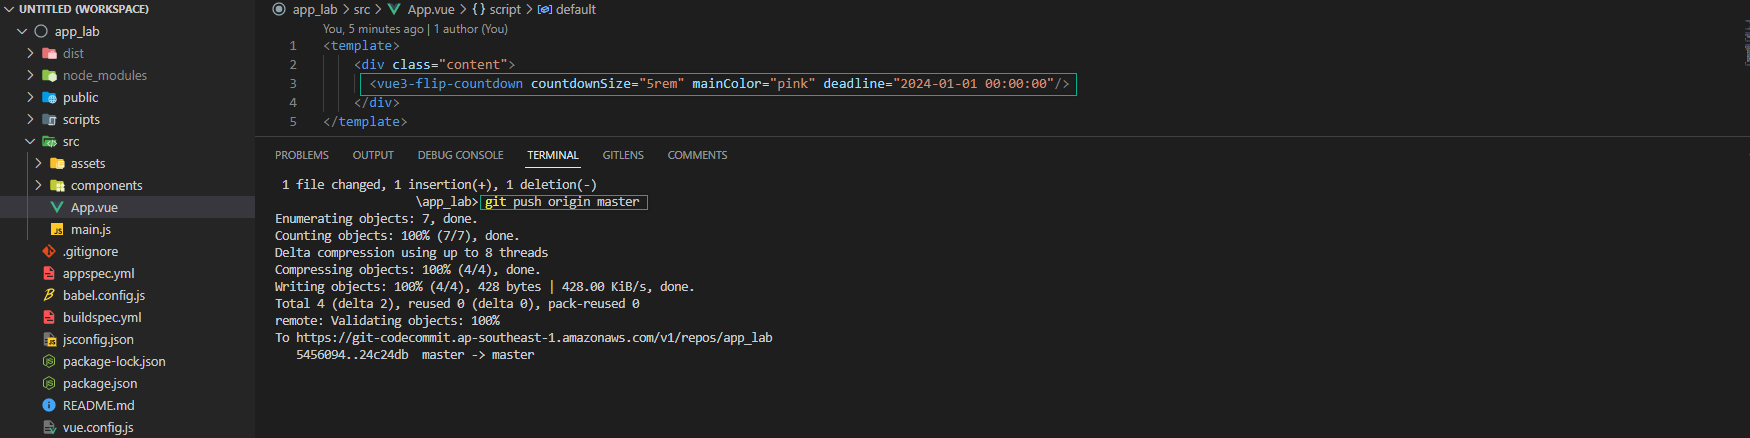 UNTITLED (WORKSPACE)
app_lab
dist
node_modules
public
scripts
src
assets
components
App.vue
main.js
.gitignore
appspec.yml
babel.config.js
buildspec.yml
jsconfig.json
package-lock.json
package.json
README.md
vue.config.js
app_lab > src > App.vue > {} script > default
You, 5 minutes ago | 1 author (You)
1 <template>
2 <div class="content">
3 <vue3-flip-countdown countdownSize="5rem" mainColor="pink" deadline="2024-01-01 00:00:00"/>
4 </div>
5 </template>
PROBLEMS OUTPUT DEBUG CONSOLE TERMINAL GITLENS COMMENTS
1 file changed, 1 insertion(+), 1 deletion(-)
\app_lab>git push origin master
Enumerating objects: 7, done.
Counting objects: 100% (7/7), done.
Delta compression using up to 8 threads
Compressing objects: 100% (4/4), done.
Writing objects: 100% (4/4), 428 bytes | 428.00 KiB/s, done.
Total 4 (delta 2), reused 0 (delta 0), pack-reused 0
remote: Validating objects: 100%
To https://git-codecommit.ap-southeast-1.amazonaws.com/v1/repos/app_lab
5456094..24c24db master -> master